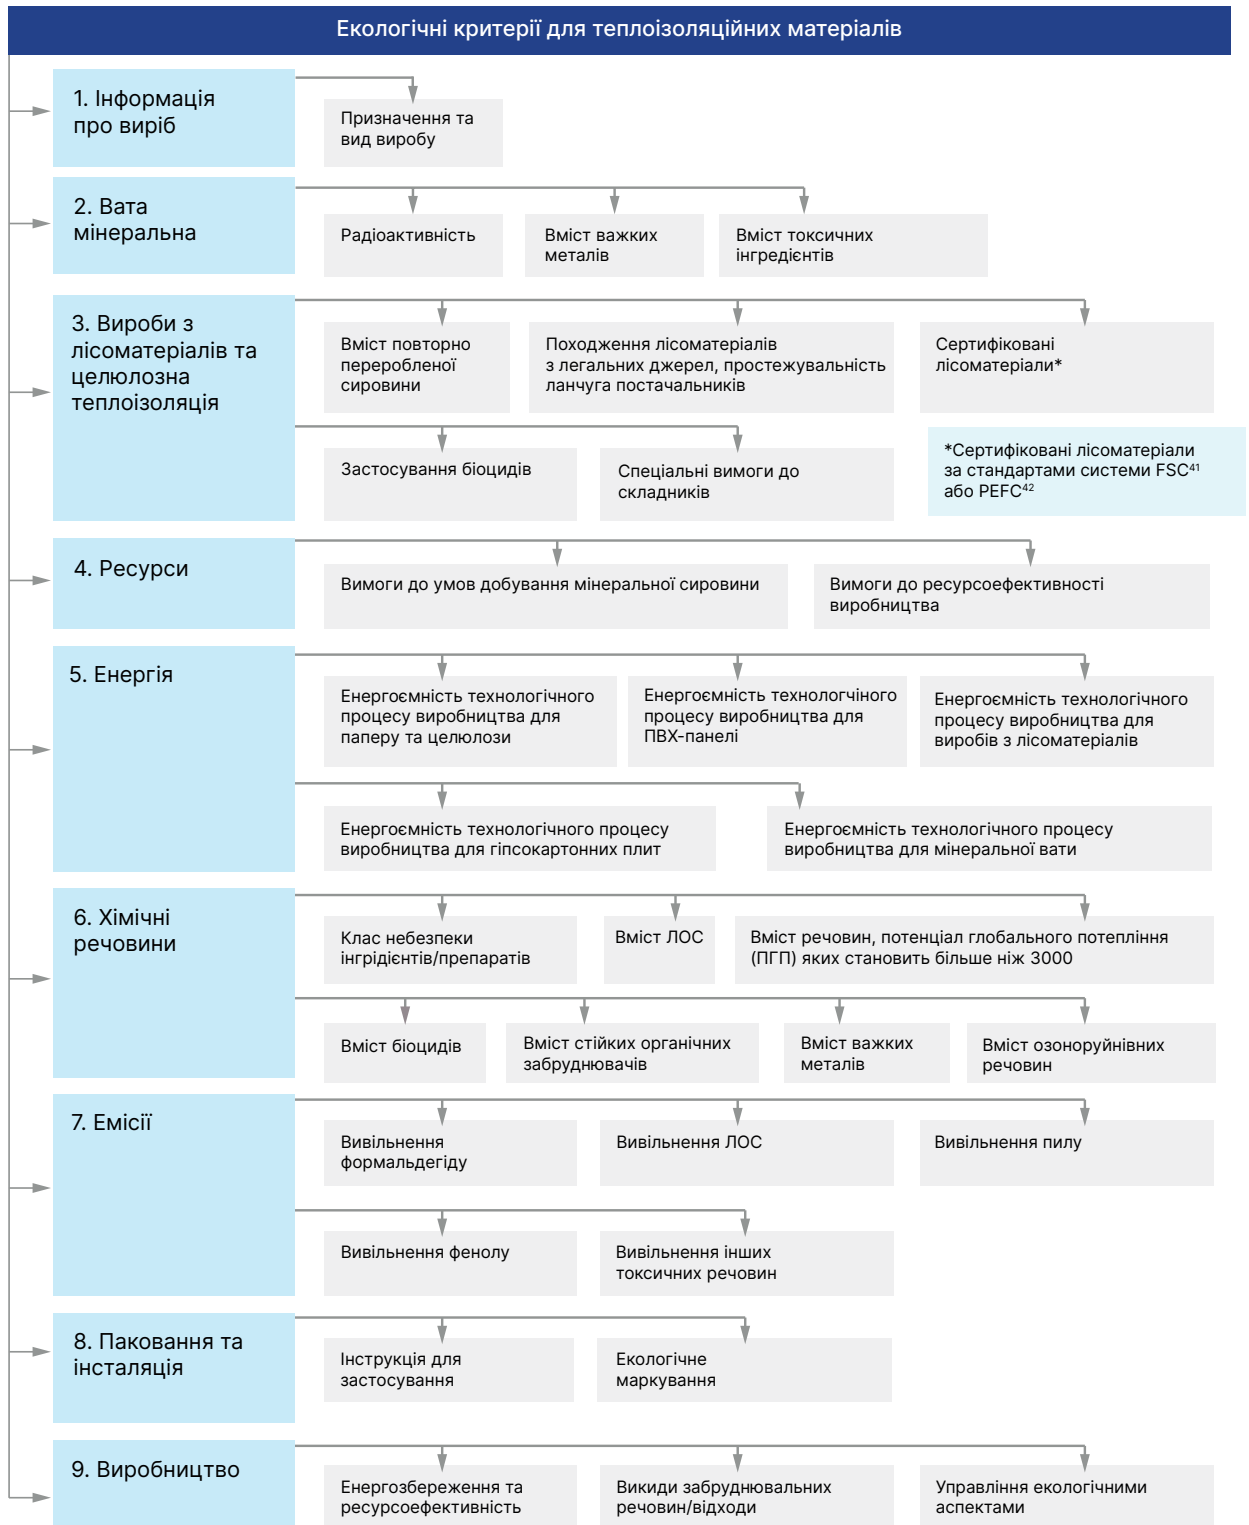 Екологічні критерії для теплоізоляційних матеріалів
1. Інформація
про виріб
Призначення та
вид виробу
2. Вата
мінеральна
Радіоактивність
Вміст важких
металів
Вміст токсичних
інгредієнтів
3. Вироби з
лісоматеріалів та
целюлозна
теплоізоляція
Вміст повторно
переробленої
сировини
Походження лісоматеріалів
з легальних джерел, простежувальність
ланчуга постачальників
Сертифіковані
лісоматеріали*
Застосування біоцидів
Спеціальні вимоги до
складників
*Сертифіковані лісоматеріали
за стандартами системи FSC⁴¹
або PEFC⁴²
4. Ресурси
Вимоги до умов добування мінеральної сировини
Вимоги до ресурсоефективності
виробництва
5. Енергія
Енергоємність технологічного
процесу виробництва для
паперу та целюлози
Енергоємність технологчіного
процесу виробництва для
ПВХ-панелі
Енергоємність технологічного
процесу виробництва для
виробів з лісоматеріалів
Енергоємність технологічного процесу
виробництва для гіпсокартонних плит
Енергоємність технологічного процесу
виробництва для мінеральної вати
6. Хімічні
речовини
Клас небезпеки
інгрідієнтів/препаратів
Вміст ЛОС
Вміст речовин, потенціал глобального потепління
(ПГП) яких становить більше ніж 3000
Вміст біоцидів
Вміст стійких органічних
забруднювачів
Вміст важких
металів
Вміст озоноруйнівних
речовин
7. Емісії
Вивільнення
формальдегіду
Вивільнення ЛОС
Вивільнення пилу
Вивільнення фенолу
Вивільнення інших
токсичних речовин
8. Паковання та
інсталяція
Інструкція для
застосування
Екологічне
маркування
9. Виробництво
Енергозбереження та
ресурсоефективність
Викиди забруднювальних
речовин/відходи
Управління екологічними
аспектами